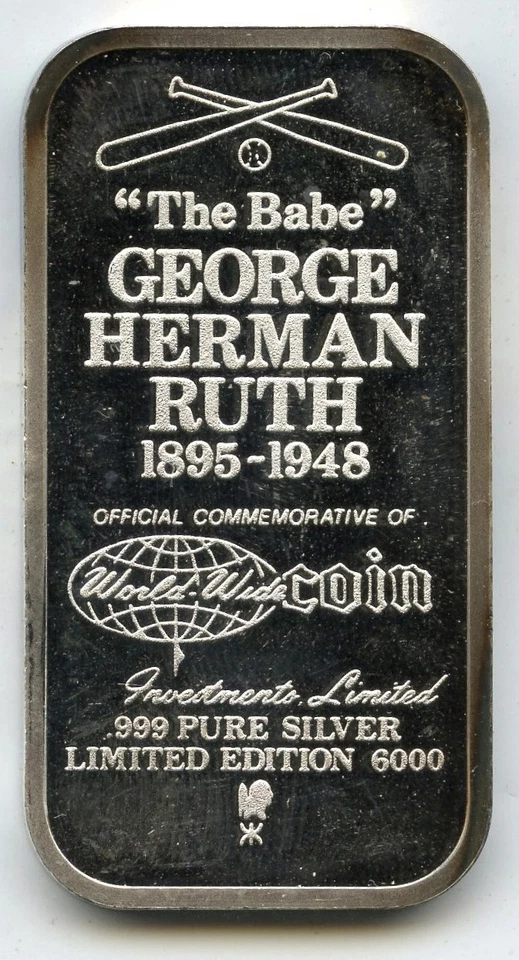 “The Babe”
GEORGE
HERMAN
RUTH
1895-1948
OFFICIAL COMMEMORATIVE OF
World-Wide coin
Investments, Limited
.999 PURE SILVER
LIMITED EDITION 6000